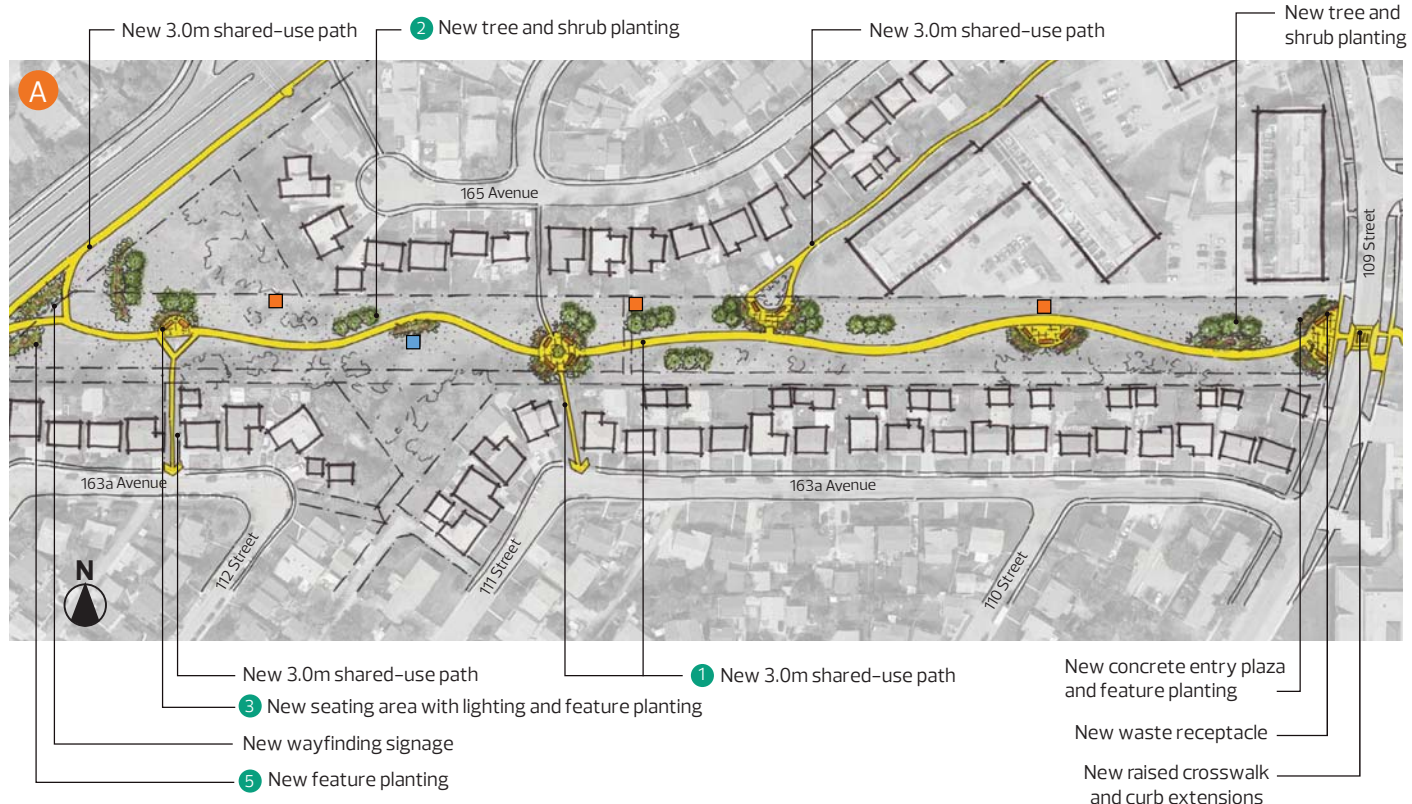 New 3.0m shared-use path
2 New tree and shrub planting
New 3.0m shared-use path
New tree and
shrub planting
A
165 Avenue
109 Street
163a Avenue
163a Avenue
112 Street
111 Street
110 Street
N
New 3.0m shared-use path
1 New 3.0m shared-use path
3 New seating area with lighting and feature planting
New wayfinding signage
5 New feature planting
New concrete entry plaza
and feature planting
New waste receptacle
New raised crosswalk
and curb extensions